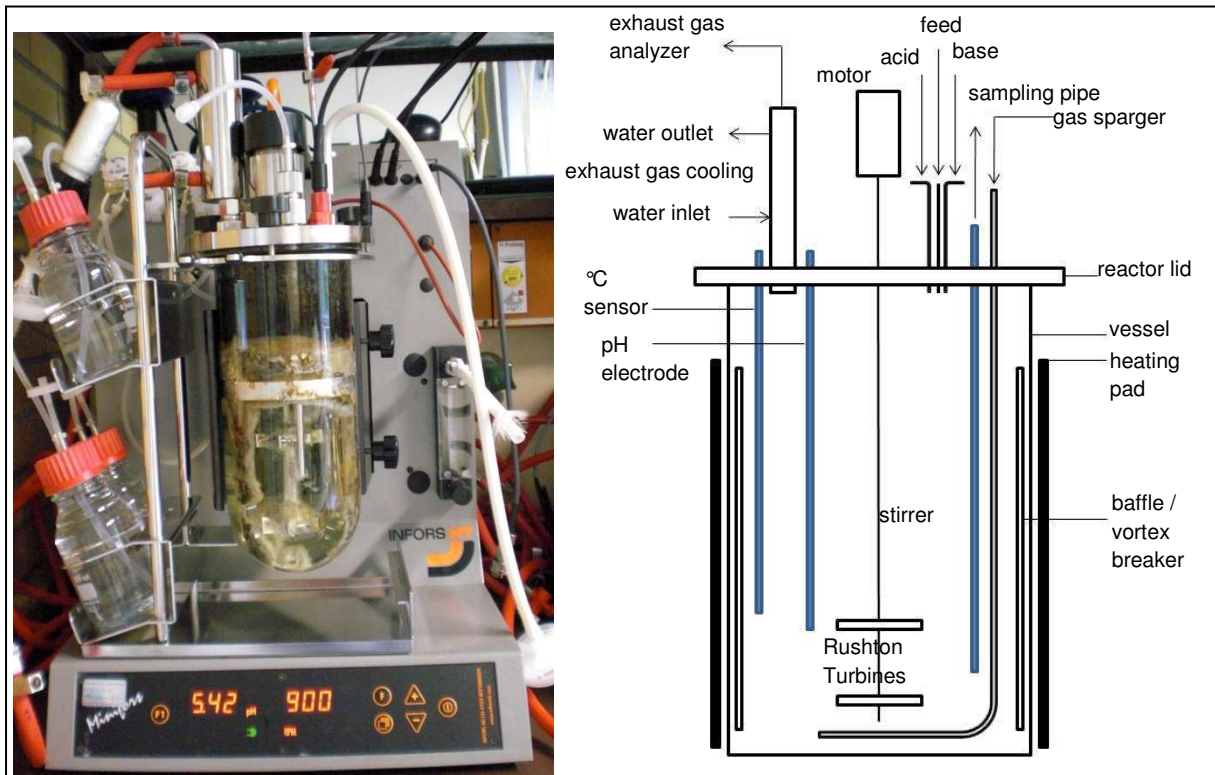 INFORS HT
Minifors
F1
5.42 pH
900
RPM
F
exhaust gas
analyzer
water outlet
exhaust gas cooling
water inlet
°C
sensor
pH
electrode
motor
feed
acid
base
sampling pipe
gas sparger
reactor lid
vessel
heating
pad
stirrer
baffle /
vortex
breaker
Rushton
Turbines